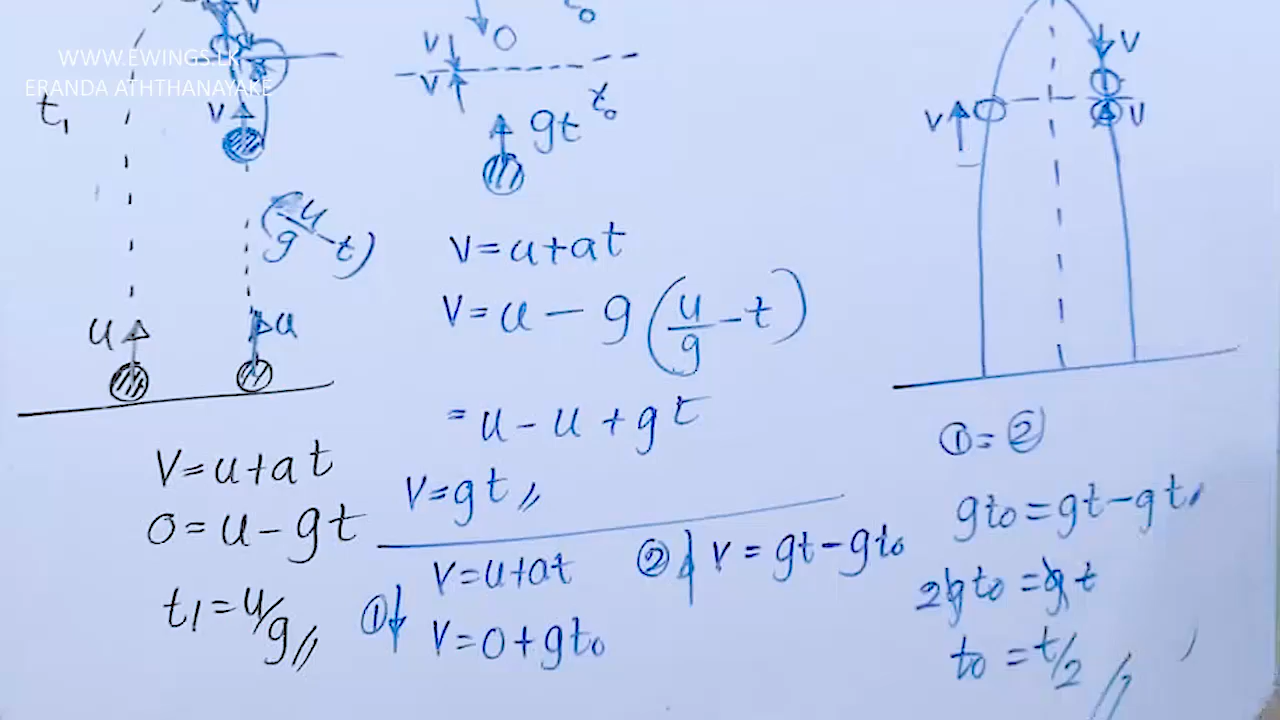 WWW.EWINGS.LK
ERANDA ATHTHANAYAKE
t₁
V
V
V
O
t₀
gt
u
u
(u/g - t)
V = u + at
V = u - g (u/g - t)
= u - u + gt
V = gt //
V = u + at
0 = u - gt
t₁ = u/g //
① ↓ V = u + at
V = 0 + gt₀
② V = gt - gt₀
V
V
V
① = ②
gt₀ = gt - gt₀
2gt₀ = gt
t₀ = t/2 //